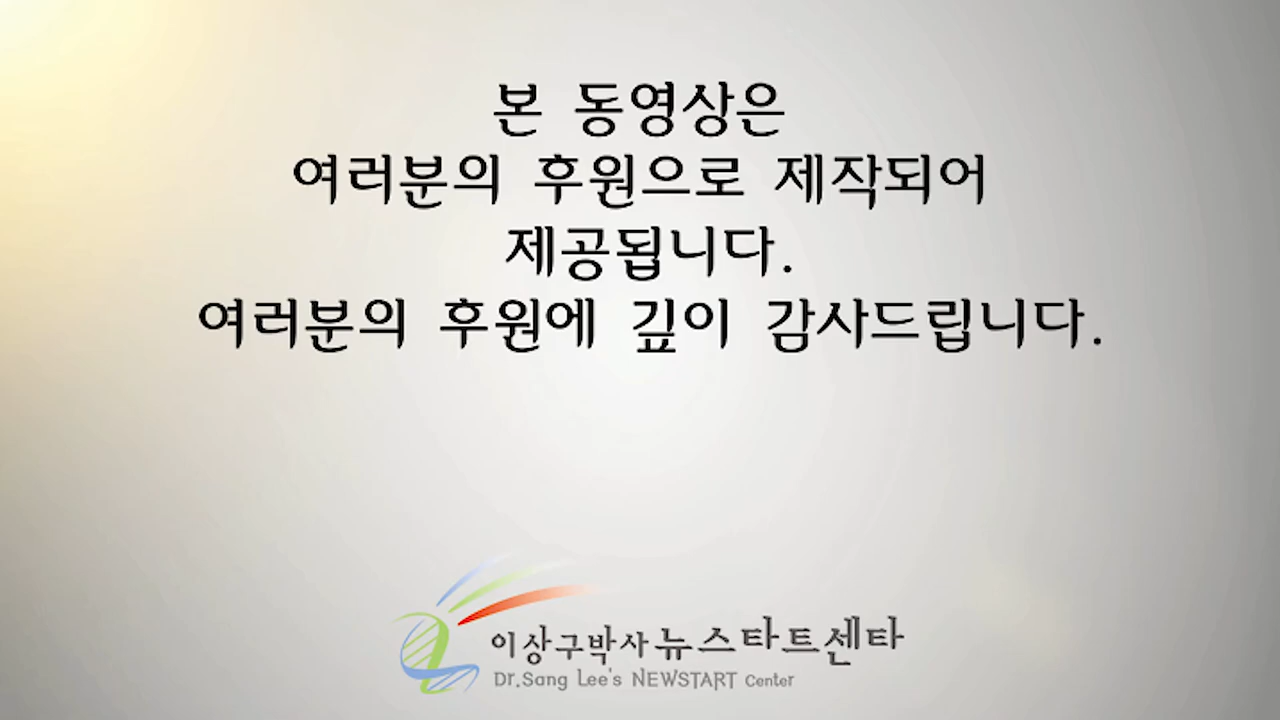 본 동영상은
여러분의 후원으로 제작되어
제공됩니다.
여러분의 후원에 깊이 감사드립니다.
이상구박사 뉴스타트센타
Dr.Sang Lee's NEWSTART Center